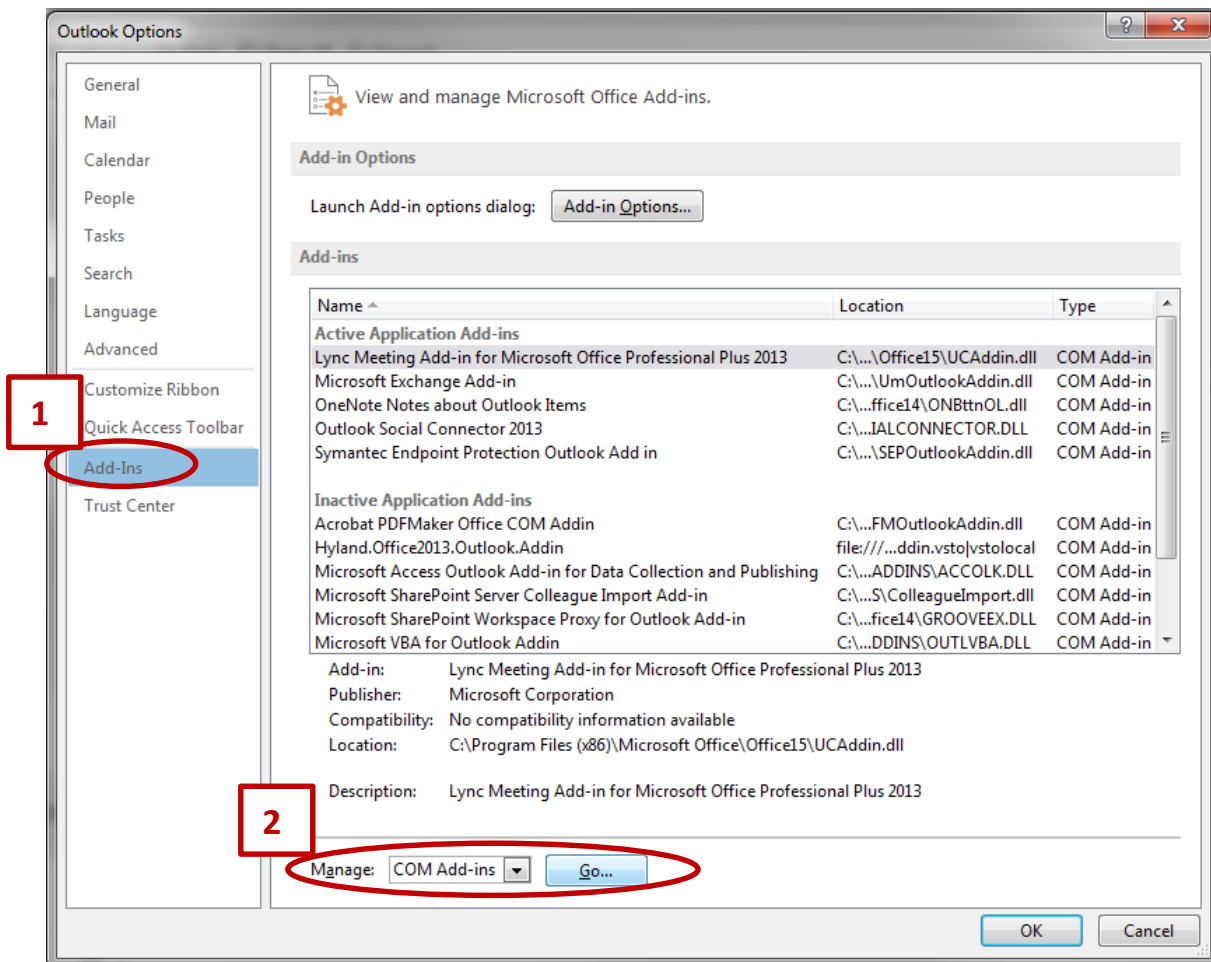 Outlook Options
General
Mail
Calendar
People
Tasks
Search
Language
Advanced
Customize Ribbon
Quick Access Toolbar
Add-Ins
Trust Center
1
View and manage Microsoft Office Add-ins.
Add-in Options
Launch Add-in options dialog: Add-in Options...
Add-ins
Name Location Type
Active Application Add-ins
Lync Meeting Add-in for Microsoft Office Professional Plus 2013 C:\...\Office15\UCAddin.dll COM Add-in
Microsoft Exchange Add-in C:\...\UmOutlookAddin.dll COM Add-in
OneNote Notes about Outlook Items C:\...ffice14\ONBttnOL.dll COM Add-in
Outlook Social Connector 2013 C:\...IALCONNECTOR.DLL COM Add-in
Symantec Endpoint Protection Outlook Add in C:\...\SEPOutlookAddin.dll COM Add-in
Inactive Application Add-ins
Acrobat PDFMaker Office COM Addin C:\...FMOutlookAddin.dll COM Add-in
Hyland.Office2013.Outlook.Addin file:///...ddin.vsto|vstolocal COM Add-in
Microsoft Access Outlook Add-in for Data Collection and Publishing C:\...ADDINS\ACCOLK.DLL COM Add-in
Microsoft SharePoint Server Colleague Import Add-in C:\...S\ColleagueImport.dll COM Add-in
Microsoft SharePoint Workspace Proxy for Outlook Add-in C:\...fice14\GROOVEEX.DLL COM Add-in
Microsoft VBA for Outlook Addin C:\...DDINS\OUTLVBA.DLL COM Add-in
Add-in: Lync Meeting Add-in for Microsoft Office Professional Plus 2013
Publisher: Microsoft Corporation
Compatibility: No compatibility information available
Location: C:\Program Files (x86)\Microsoft Office\Office15\UCAddin.dll
Description: Lync Meeting Add-in for Microsoft Office Professional Plus 2013
2
Manage: COM Add-ins Go...
OK Cancel